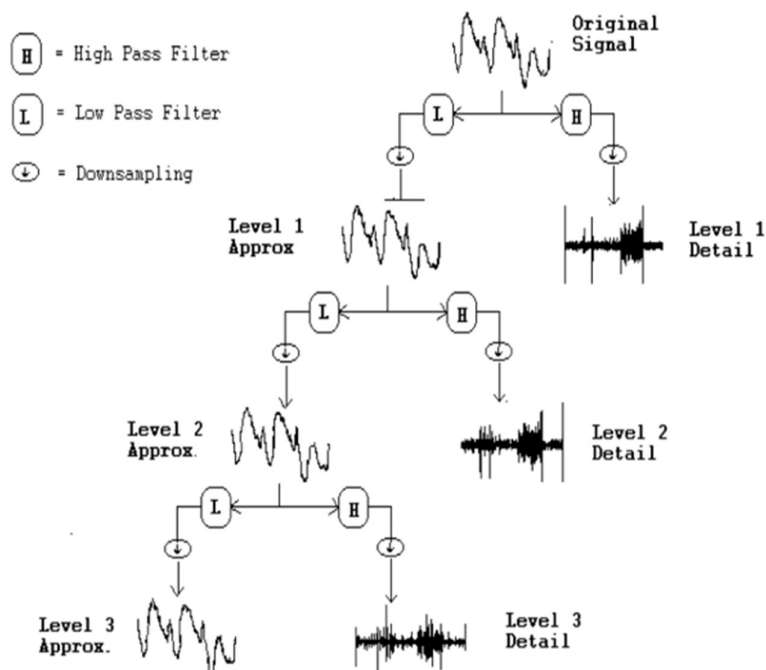 Original
Signal
H = High Pass Filter
L = Low Pass Filter
= Downsampling
L
H
Level 1
Approx
Level 1
Detail
L
H
Level 2
Approx.
Level 2
Detail
L
H
Level 3
Approx.
Level 3
Detail